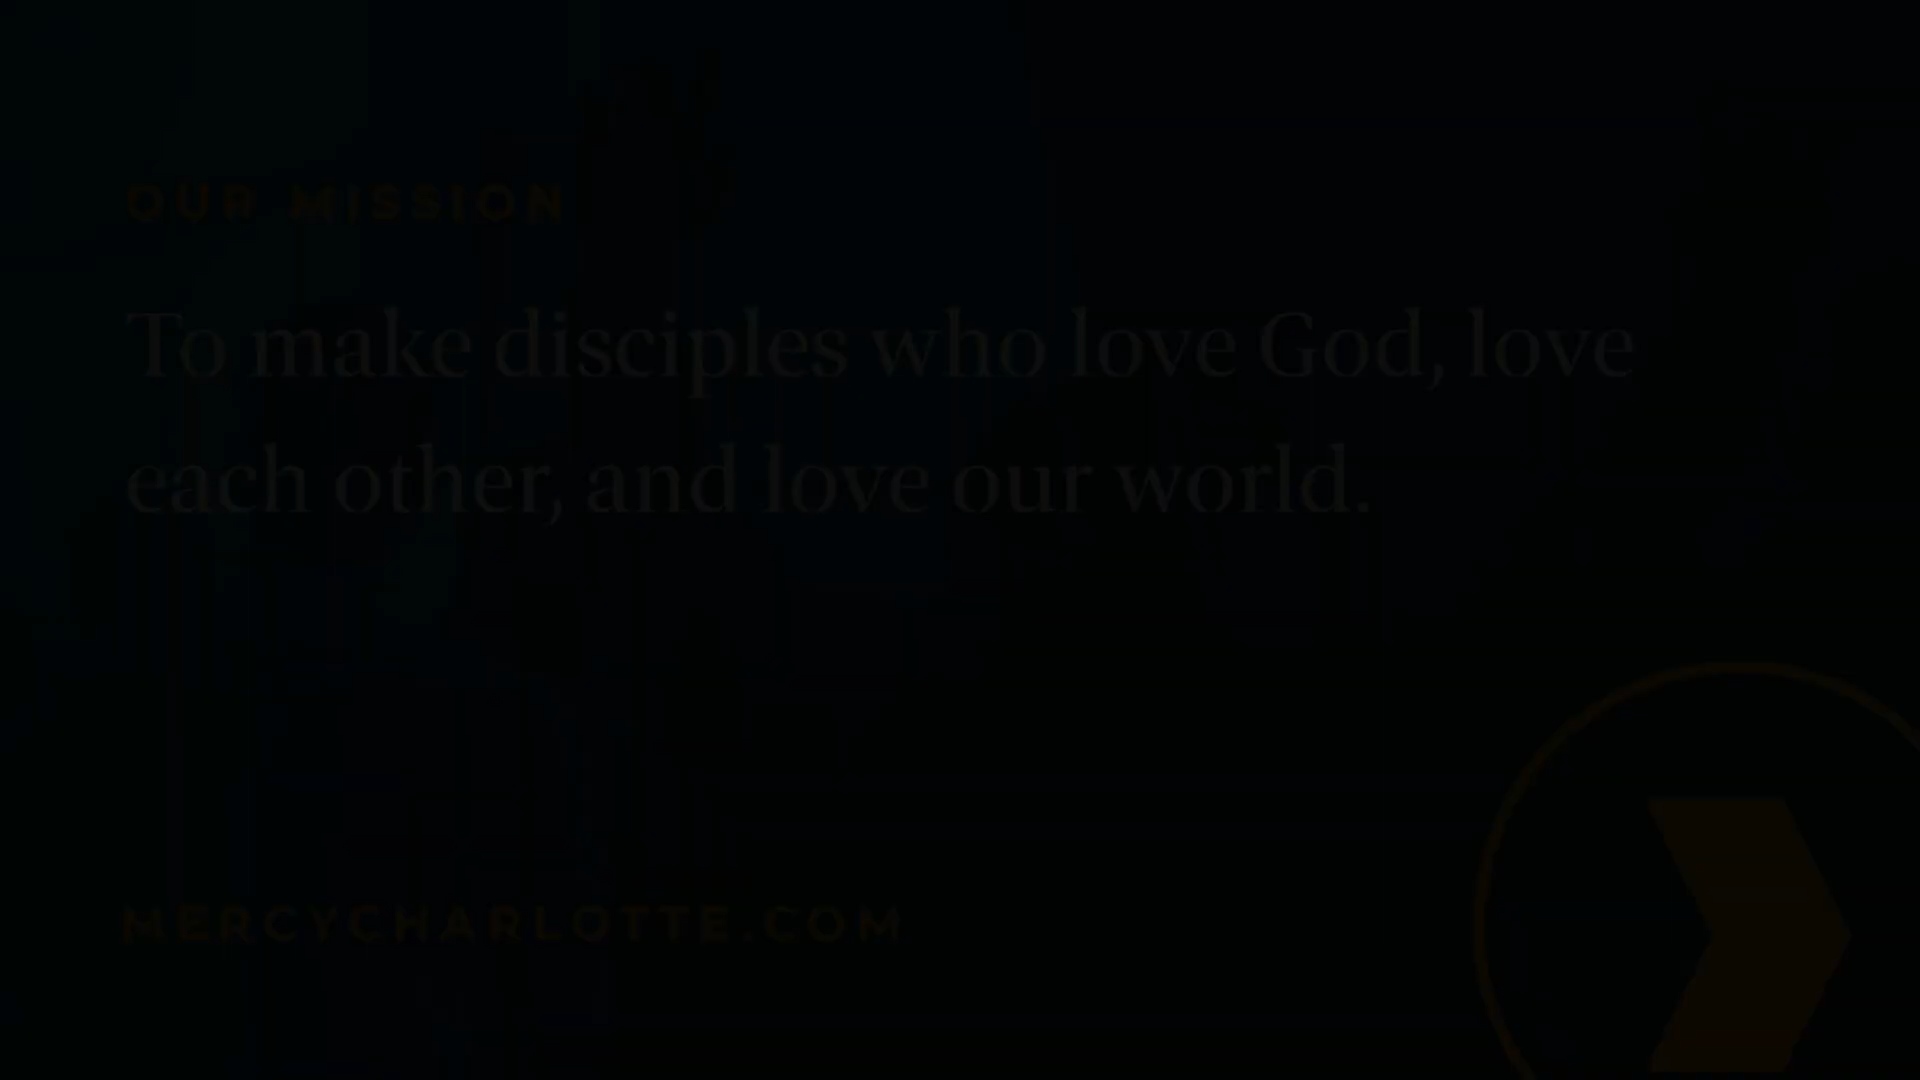 OUR MISSION
To make disciples who love God, love
each other, and love our world.
MERCYCHARLOTTE.COM